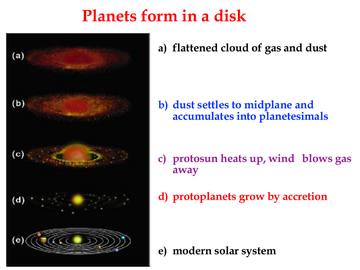 Planets form in a disk
(a)
a) flattened cloud of gas and dust
(b)
b) dust settles to midplane and
accumulates into planetesimals
(c)
c) protosun heats up, wind blows gas
away
(d)
d) protoplanets grow by accretion
(e)
e) modern solar system